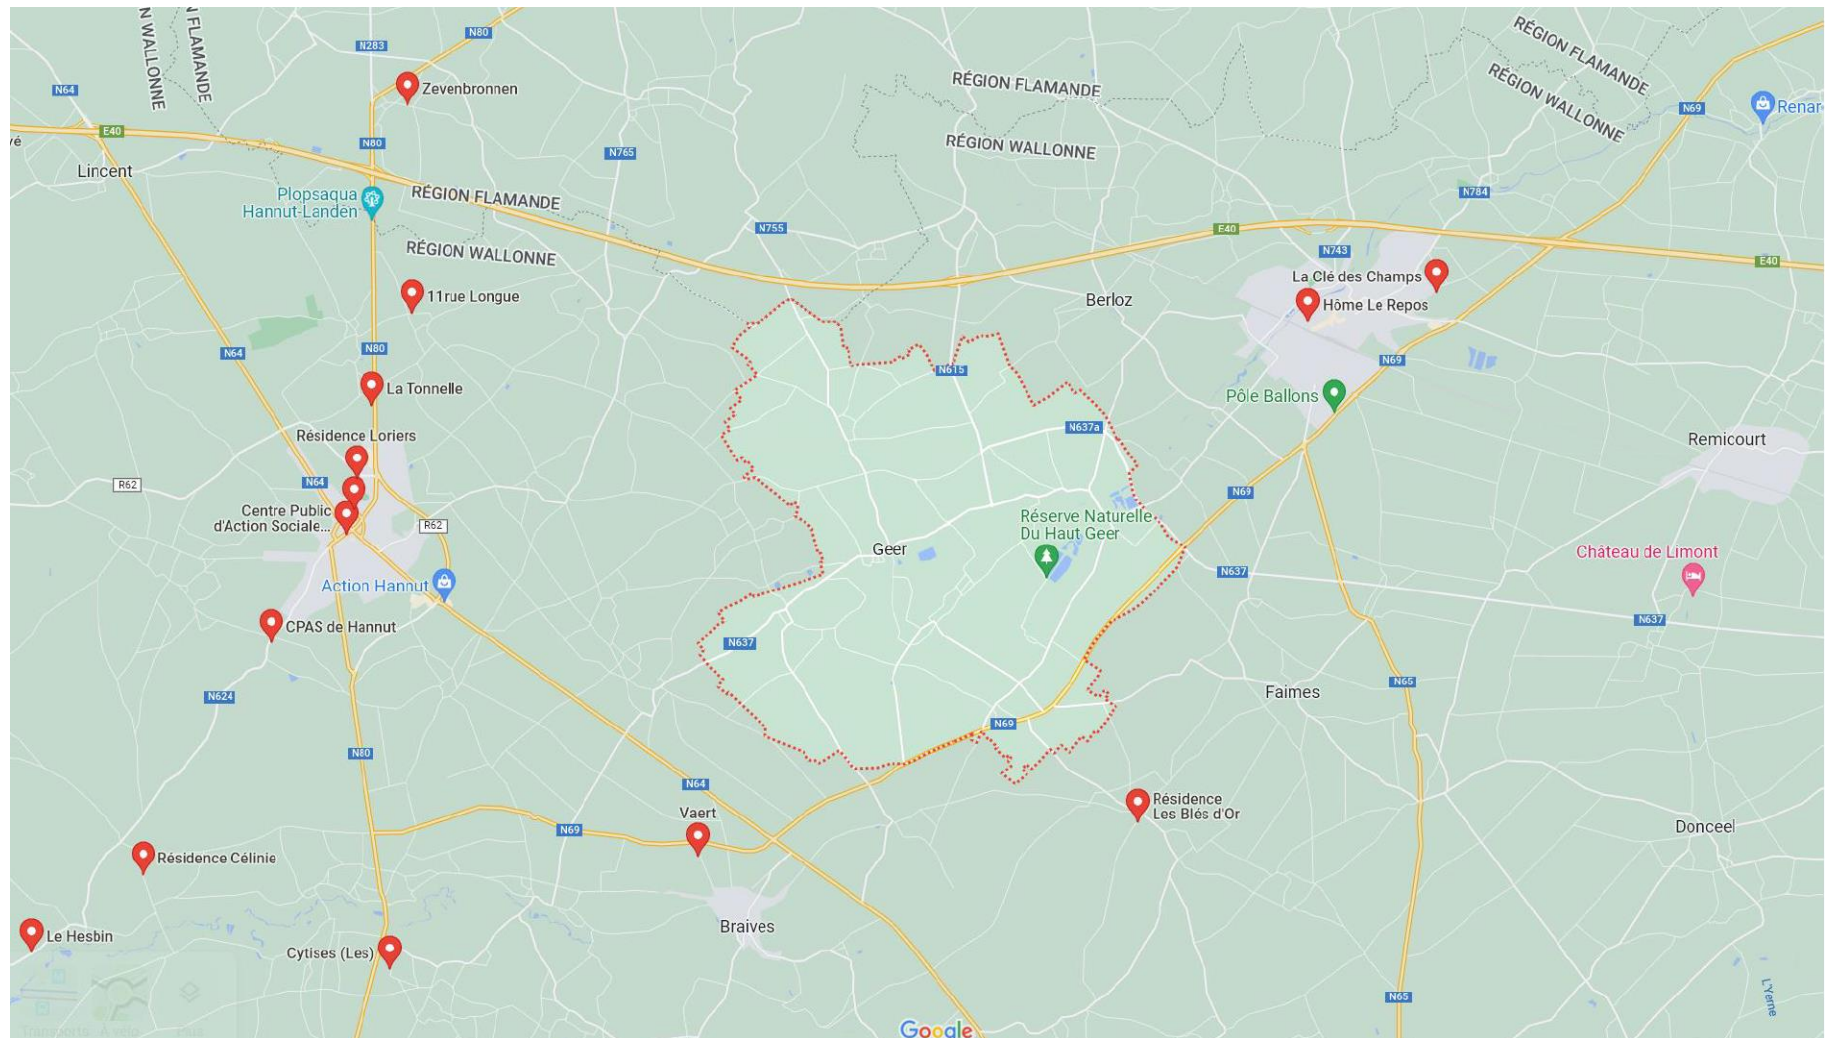 N WALLONNE
N FLAMANDE
N283
N80
RÉGION FLAMANDE
RÉGION WALLONNE
N64
Zevenbronnen
RÉGION FLAMANDE
RÉGION WALLONNE
N69
Renar
E40
vé
N80
N765
Lincent
Plopsaqua
Hannut-Landen
RÉGION FLAMANDE
N784
N755
E40
RÉGION WALLONNE
N743
E40
La Clé des Champs
11rue Longue
Berloz
Hôme Le Repos
N64
N80
N69
N615
La Tonnelle
Pôle Ballons
N637a
Résidence Loriers
Remicourt
R62
N64
N69
Centre Public
d'Action Sociale...
R62
Réserve Naturelle
Du Haut Geer
Geer
Château de Limont
N637
Action Hannut
CPAS de Hannut
N637
N637
N624
N65
Faimes
N69
N80
N64
Résidence
Les Blés d'Or
Vaert
N69
Donceel
Résidence Célinie
Braives
Le Hesbin
Cytises (Les)
L'Yerne
N65
Transports
À vélo
Plus
Google